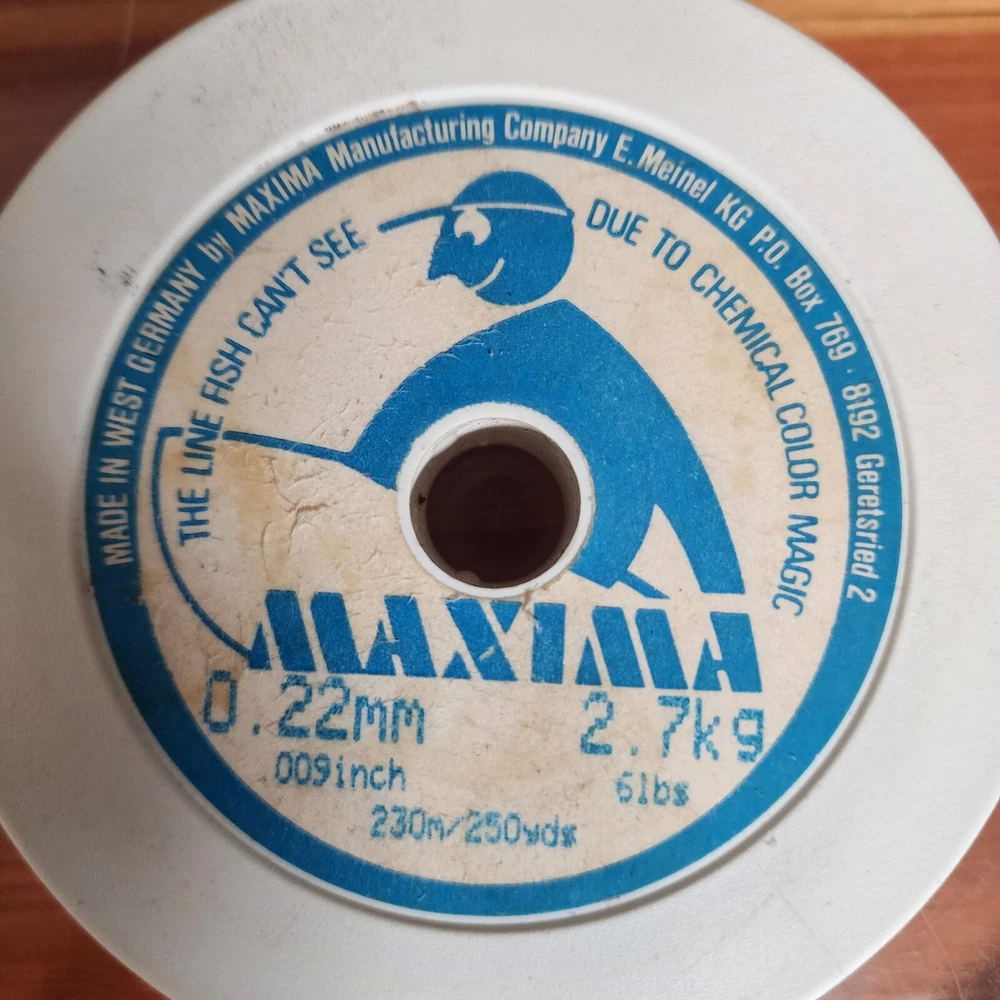 MADE IN WEST GERMANY by MAXIMA Manufacturing Company E. Meinel KG P.O. Box 769 · 8192 Geretsried 2
THE LINE FISH CAN'T SEE
DUE TO CHEMICAL COLOR MAGIC
MAXIMA
0.22mm 2.7kg
009inch 6lbs
230m/250yds